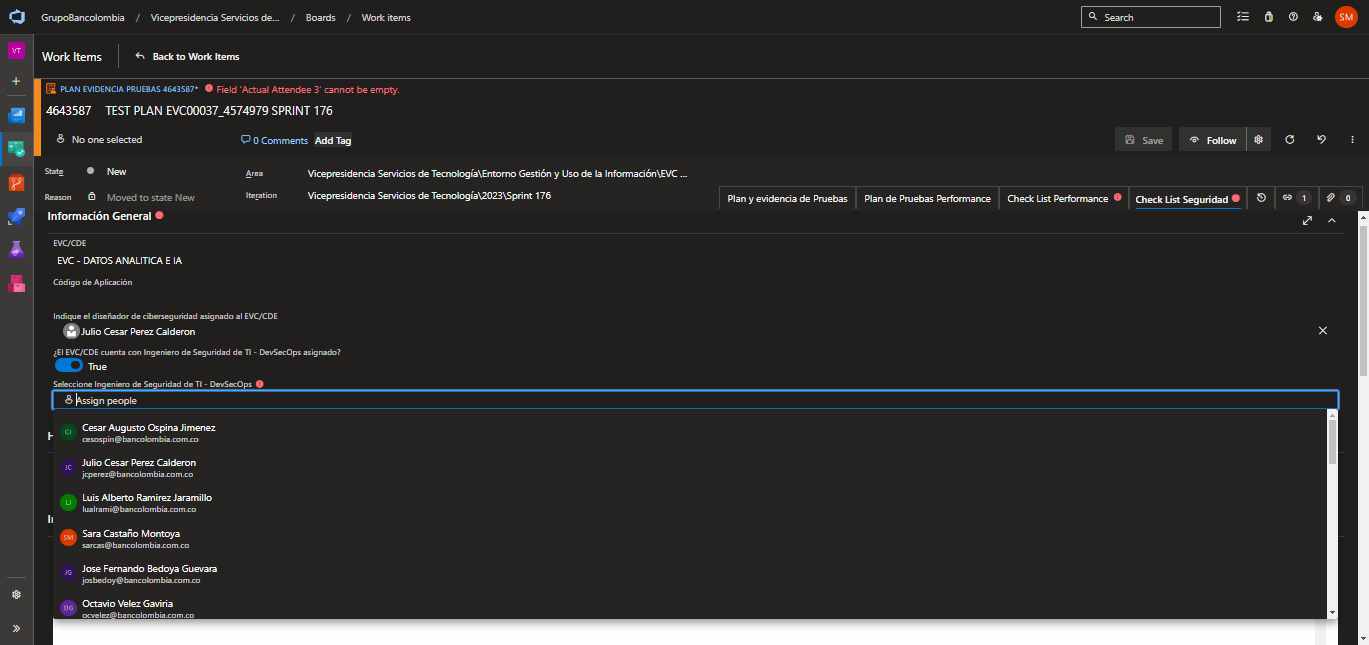 GrupoBancolombia / Vicepresidencia Servicios de... / Boards / Work items
Search
SM
VT
Work Items
Back to Work Items
PLAN EVIDENCIA PRUEBAS 4643587* Field 'Actual Attendee 3' cannot be empty.
4643587 TEST PLAN EVC00037_4574979 SPRINT 176
No one selected
0 Comments
Add Tag
Save
Follow
State New
Area Vicepresidencia Servicios de Tecnología\Entorno Gestión y Uso de la Información\EVC ...
Reason Moved to state New
Iteration Vicepresidencia Servicios de Tecnología\2023\Sprint 176
Plan y evidencia de Pruebas
Plan de Pruebas Performance
Check List Performance
Check List Seguridad
1
0
Información General
EVC/CDE
EVC - DATOS ANALITICA E IA
Código de Aplicación
Indique el diseñador de ciberseguridad asignado al EVC/CDE
Julio Cesar Perez Calderon
¿El EVC/CDE cuenta con Ingeniero de Seguridad de TI - DevSecOps asignado?
True
Seleccione Ingeniero de Seguridad de TI - DevSecOps
Assign people
CJ
Cesar Augusto Ospina Jimenez
cesospin@bancolombia.com.co
JC
Julio Cesar Perez Calderon
jcperez@bancolombia.com.co
LJ
Luis Alberto Ramirez Jaramillo
lualrami@bancolombia.com.co
SM
Sara Castaño Montoya
sarcas@bancolombia.com.co
JG
Jose Fernando Bedoya Guevara
josbedoy@bancolombia.com.co
OG
Octavio Velez Gaviria
ocvelez@bancolombia.com.co